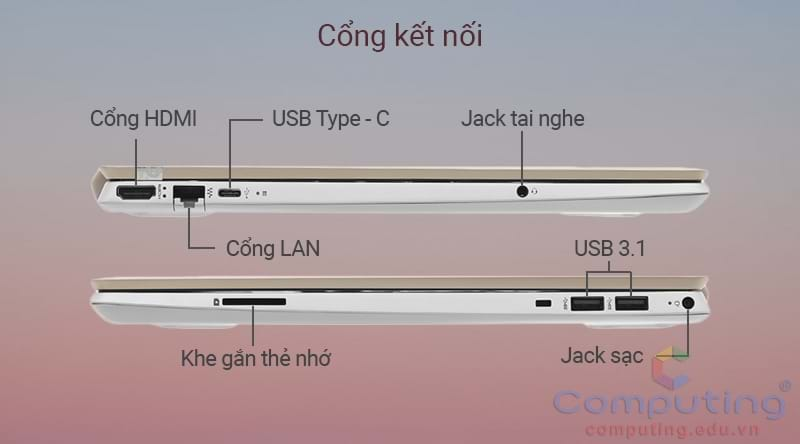 Cổng kết nối
Cổng HDMI
USB Type - C
Jack tai nghe
Cổng LAN
USB 3.1
Khe gắn thẻ nhớ
Jack sạc
Computing®
computing.edu.vn